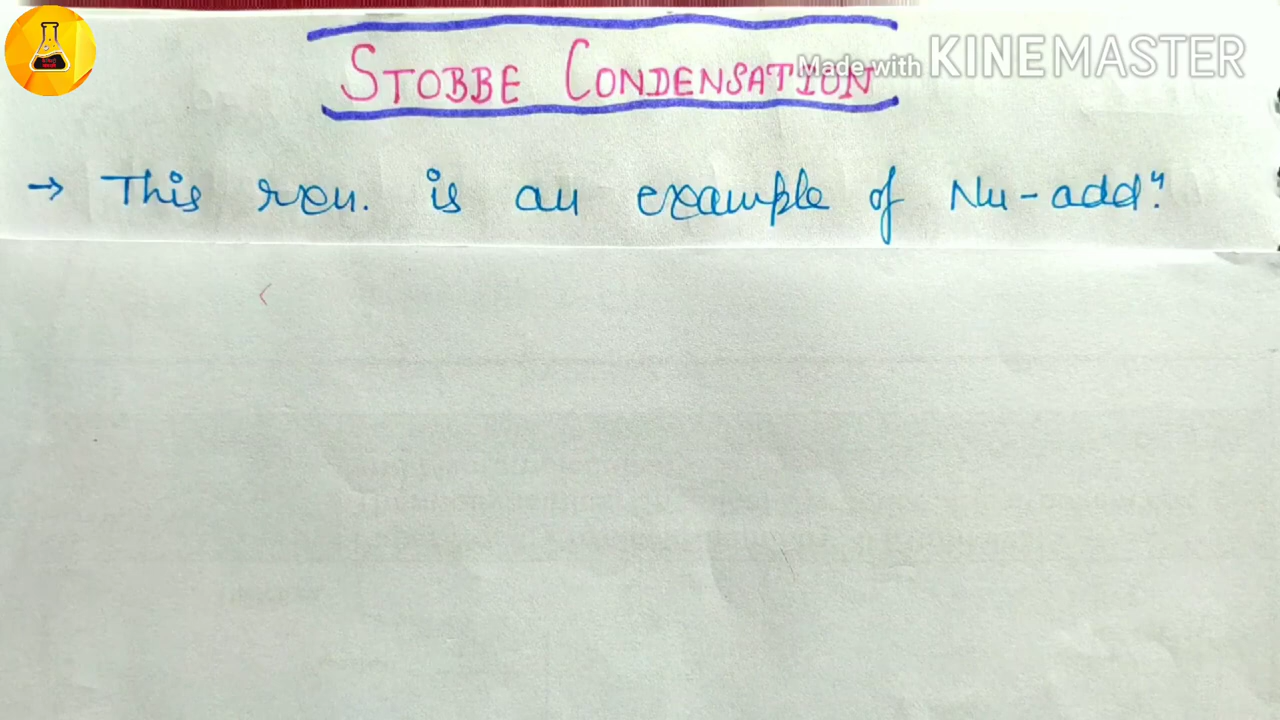 STOBBE CONDENSATION
Made with KINEMASTER
→ This rxn. is an example of Nu-addⁿ.